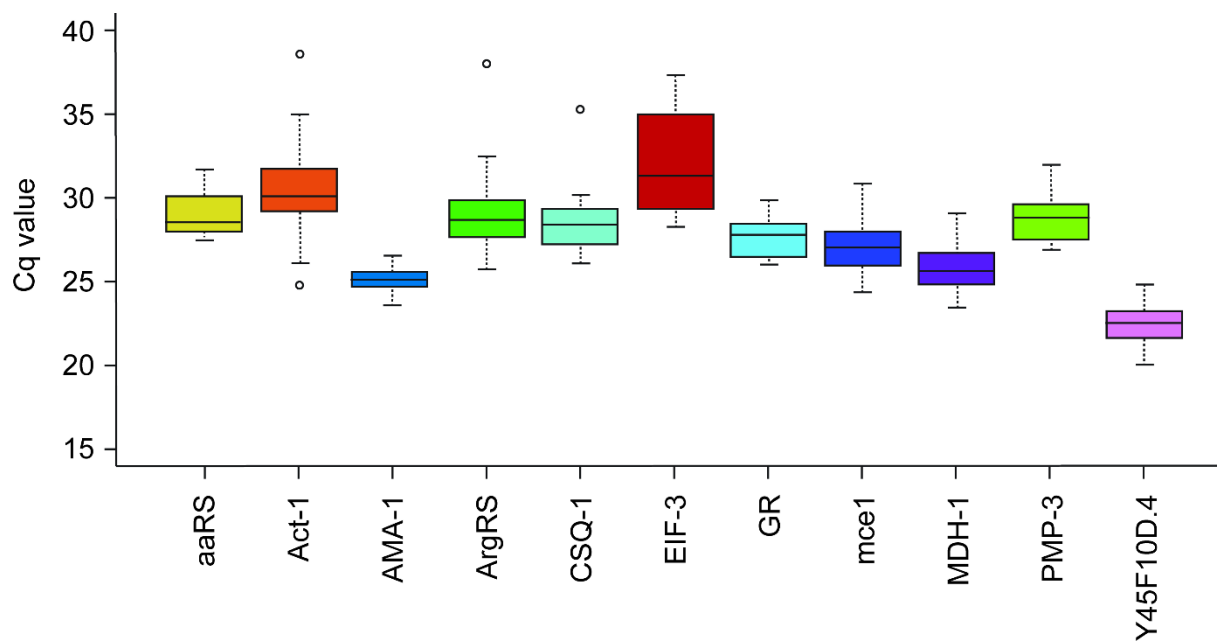 Cq value
40
35
30
25
20
15
aaRS
Act-1
AMA-1
ArgRS
CSQ-1
EIF-3
GR
mce1
MDH-1
PMP-3
Y45F10D.4